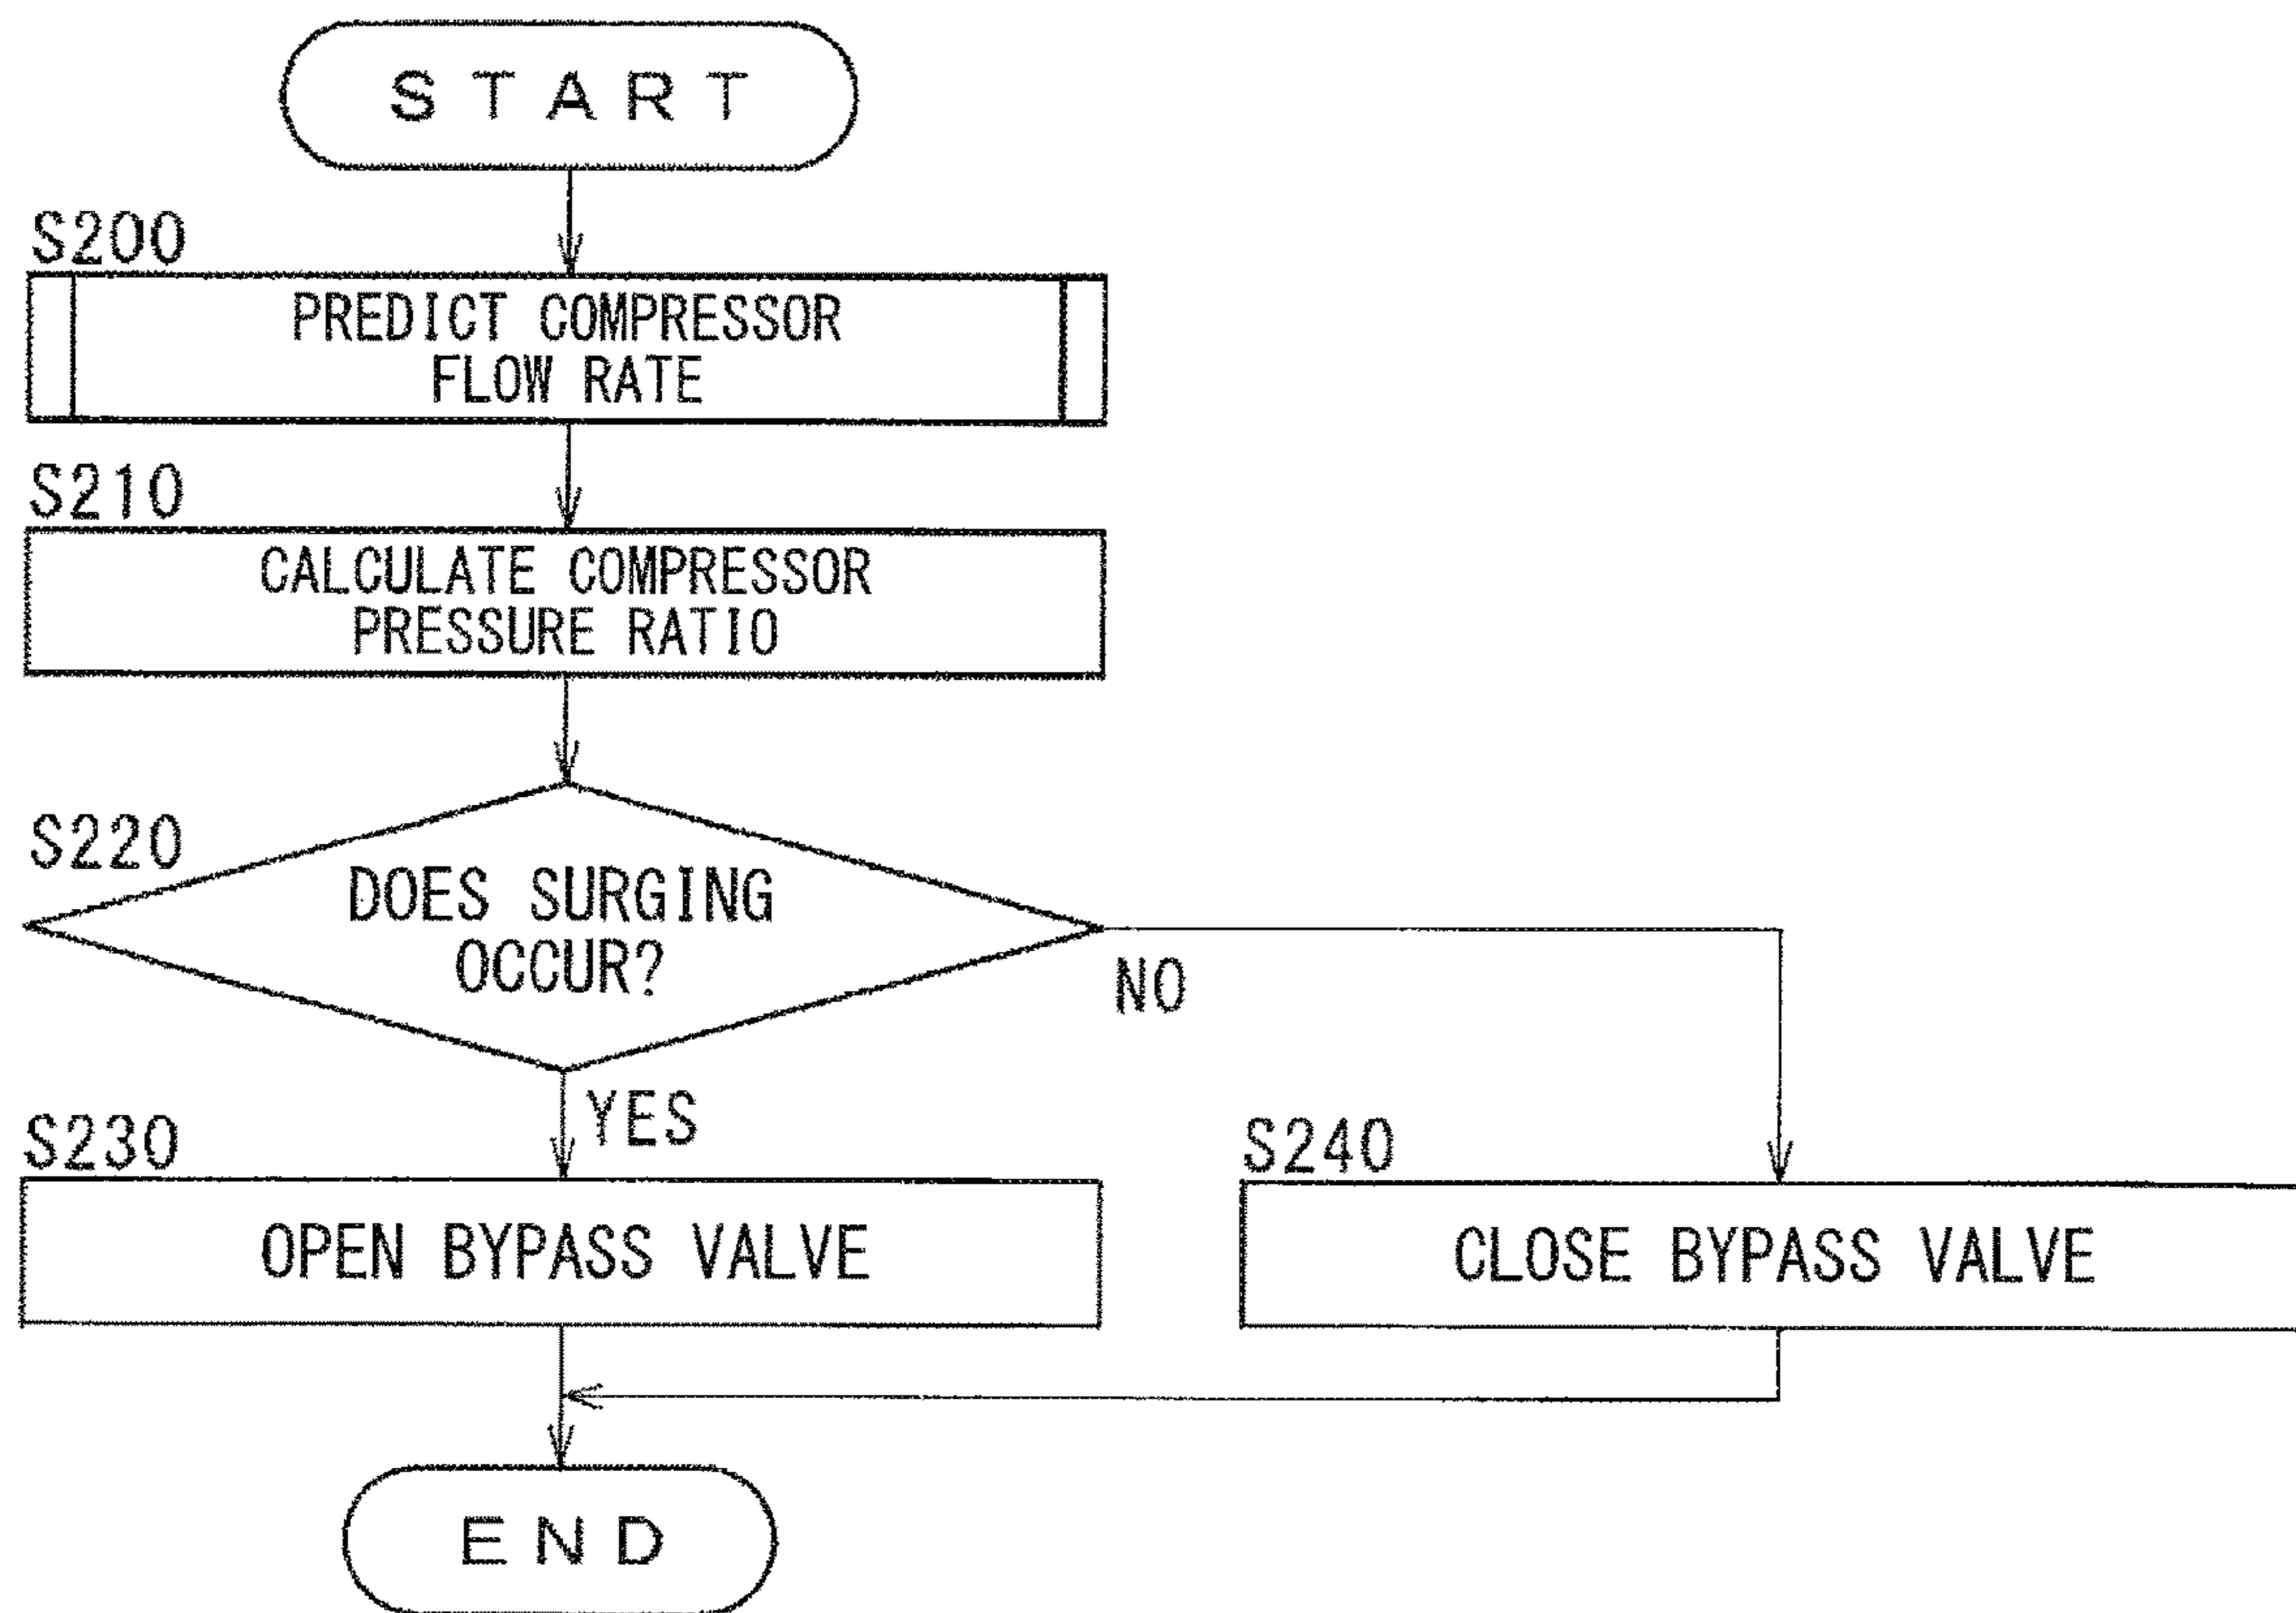 START
S200
PREDICT COMPRESSOR
FLOW RATE
S210
CALCULATE COMPRESSOR
PRESSURE RATIO
S220
DOES SURGING
OCCUR?
NO
YES
S230
OPEN BYPASS VALVE
S240
CLOSE BYPASS VALVE
END